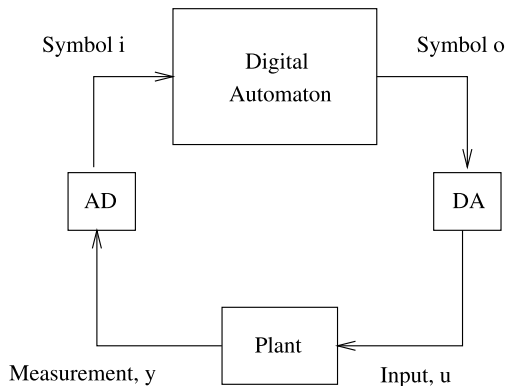 Symbol i
Digital
Automaton
Symbol o
AD
DA
Plant
Measurement, y
Input, u